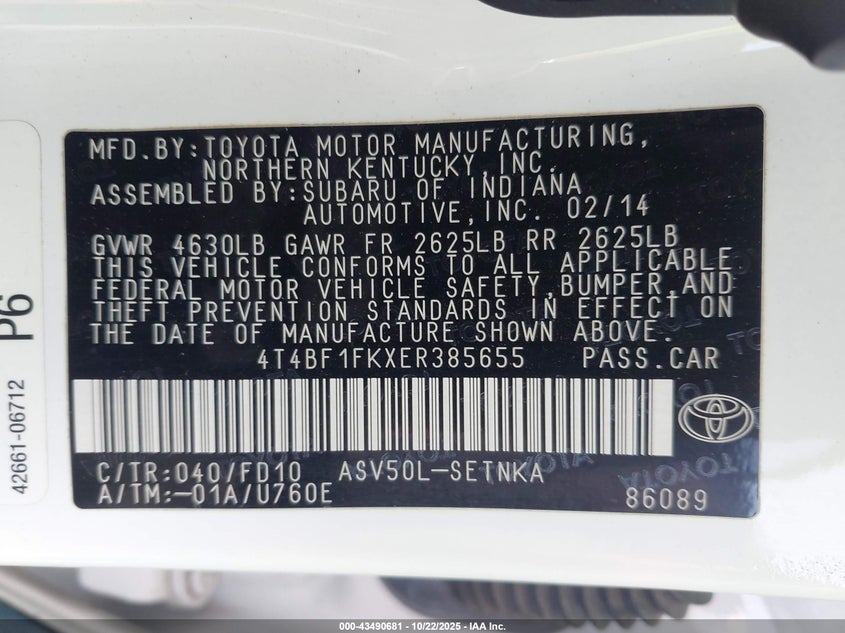 MFD.BY:TOYOTA MOTOR MANUFACTURING,
NORTHERN KENTUCKY,INC.
ASSEMBLED BY:SUBARU OF INDIANA
AUTOMOTIVE,INC. 02/14
GVWR 4630LB GAWR FR 2625LB RR 2625LB
THIS VEHICLE CONFORMS TO ALL APPLICABLE
FEDERAL MOTOR VEHICLE SAFETY,BUMPER,AND
THEFT PREVENTION STANDARDS IN EFFECT ON
THE DATE OF MANUFACTURE SHOWN ABOVE.
4T4BF1FKXER385655 PASS.CAR
C/TR:040/FD10 ASV50L-SETNKA
A/TM:-01A/U760E 86089
P6
42661-06712
000-43490681 - 10/22/2025 - IAA Inc.